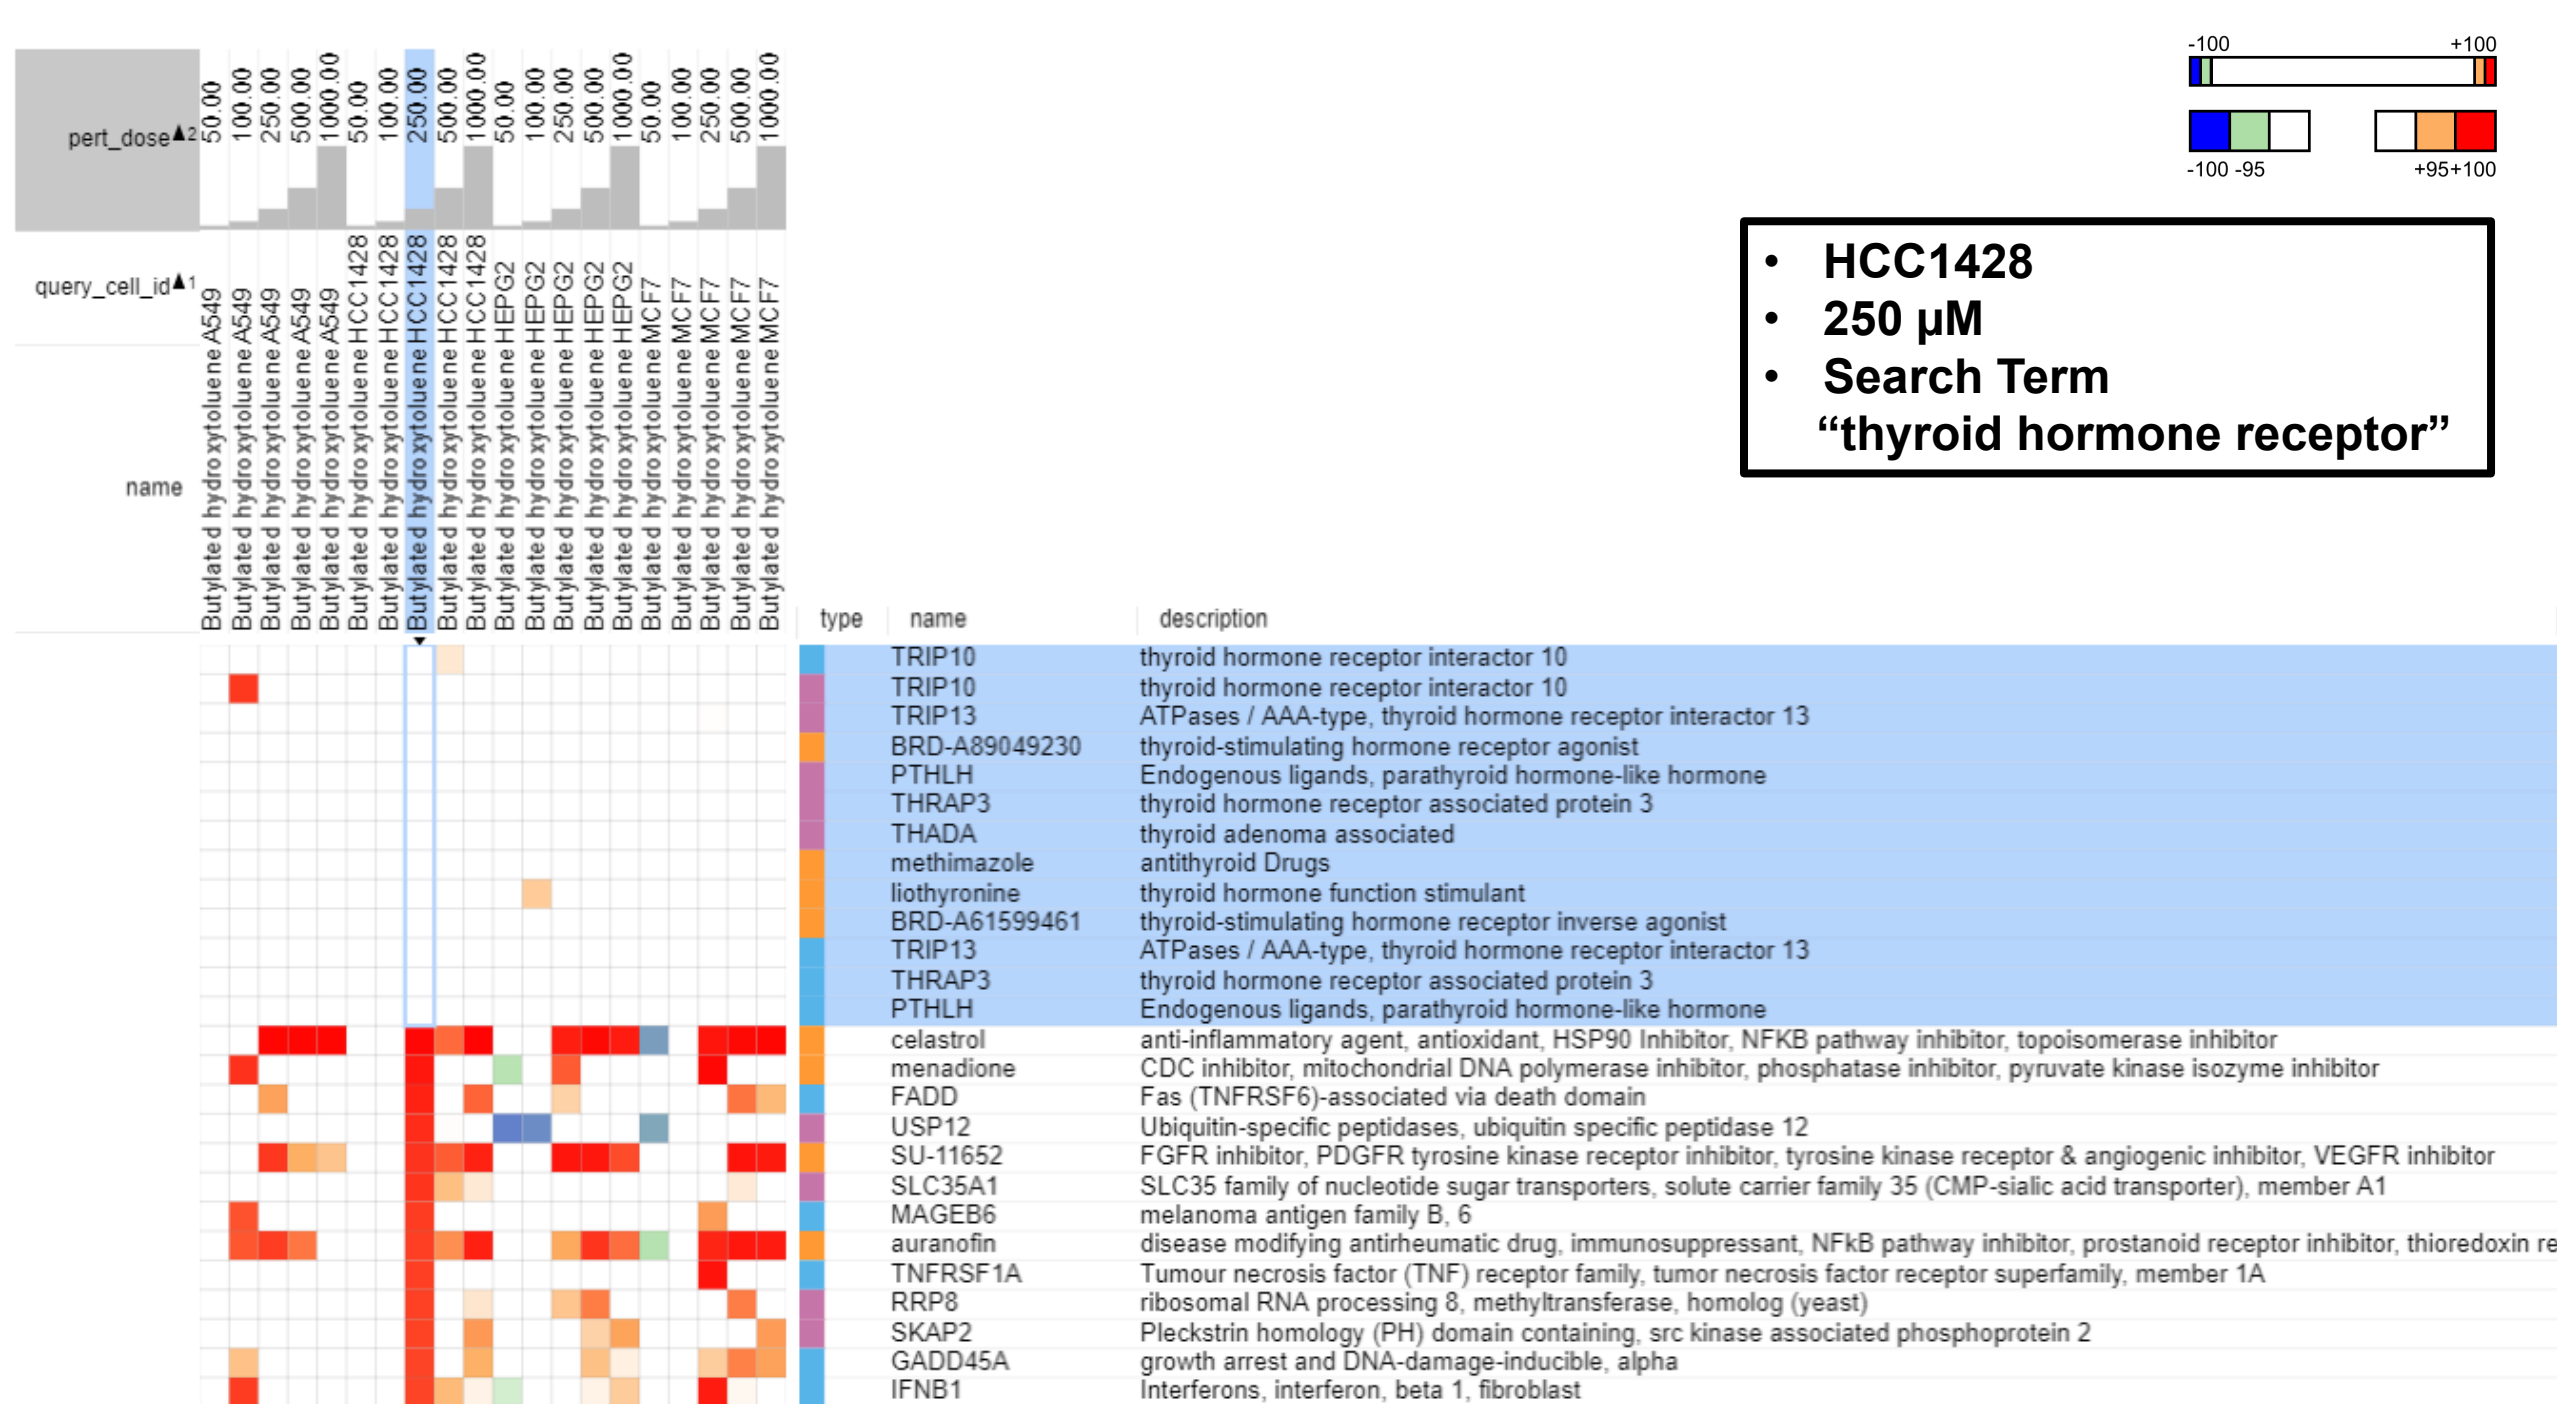 -100 +100
-100 -95 +95+100
pert_dose▲2 50.00 100.00 250.00 500.00 1000.00 50.00 100.00 250.00 500.00 1000.00 50.00 100.00 250.00 500.00 1000.00 50.00 100.00 250.00 500.00 1000.00
query_cell_id▲1 A549 A549 A549 A549 A549 HCC1428 HCC1428 HCC1428 HCC1428 HCC1428 HEPG2 HEPG2 HEPG2 HEPG2 HEPG2 MCF7 MCF7 MCF7 MCF7 MCF7
name Butylated hydroxytoluene Butylated hydroxytoluene Butylated hydroxytoluene Butylated hydroxytoluene Butylated hydroxytoluene Butylated hydroxytoluene Butylated hydroxytoluene Butylated hydroxytoluene Butylated hydroxytoluene Butylated hydroxytoluene Butylated hydroxytoluene Butylated hydroxytoluene Butylated hydroxytoluene Butylated hydroxytoluene Butylated hydroxytoluene Butylated hydroxytoluene Butylated hydroxytoluene Butylated hydroxytoluene Butylated hydroxytoluene Butylated hydroxytoluene
• HCC1428
• 250 µM
• Search Term
“thyroid hormone receptor”
type name description
TRIP10 thyroid hormone receptor interactor 10
TRIP10 thyroid hormone receptor interactor 10
TRIP13 ATPases / AAA-type, thyroid hormone receptor interactor 13
BRD-A89049230 thyroid-stimulating hormone receptor agonist
PTHLH Endogenous ligands, parathyroid hormone-like hormone
THRAP3 thyroid hormone receptor associated protein 3
THADA thyroid adenoma associated
methimazole antithyroid Drugs
liothyronine thyroid hormone function stimulant
BRD-A61599461 thyroid-stimulating hormone receptor inverse agonist
TRIP13 ATPases / AAA-type, thyroid hormone receptor interactor 13
THRAP3 thyroid hormone receptor associated protein 3
PTHLH Endogenous ligands, parathyroid hormone-like hormone
celastrol anti-inflammatory agent, antioxidant, HSP90 Inhibitor, NFKB pathway inhibitor, topoisomerase inhibitor
menadione CDC inhibitor, mitochondrial DNA polymerase inhibitor, phosphatase inhibitor, pyruvate kinase isozyme inhibitor
FADD Fas (TNFRSF6)-associated via death domain
USP12 Ubiquitin-specific peptidases, ubiquitin specific peptidase 12
SU-11652 FGFR inhibitor, PDGFR tyrosine kinase receptor inhibitor, tyrosine kinase receptor & angiogenic inhibitor, VEGFR inhibitor
SLC35A1 SLC35 family of nucleotide sugar transporters, solute carrier family 35 (CMP-sialic acid transporter), member A1
MAGEB6 melanoma antigen family B, 6
auranofin disease modifying antirheumatic drug, immunosuppressant, NFkB pathway inhibitor, prostanoid receptor inhibitor, thioredoxin re
TNFRSF1A Tumour necrosis factor (TNF) receptor family, tumor necrosis factor receptor superfamily, member 1A
RRP8 ribosomal RNA processing 8, methyltransferase, homolog (yeast)
SKAP2 Pleckstrin homology (PH) domain containing, src kinase associated phosphoprotein 2
GADD45A growth arrest and DNA-damage-inducible, alpha
IFNB1 Interferons, interferon, beta 1, fibroblast